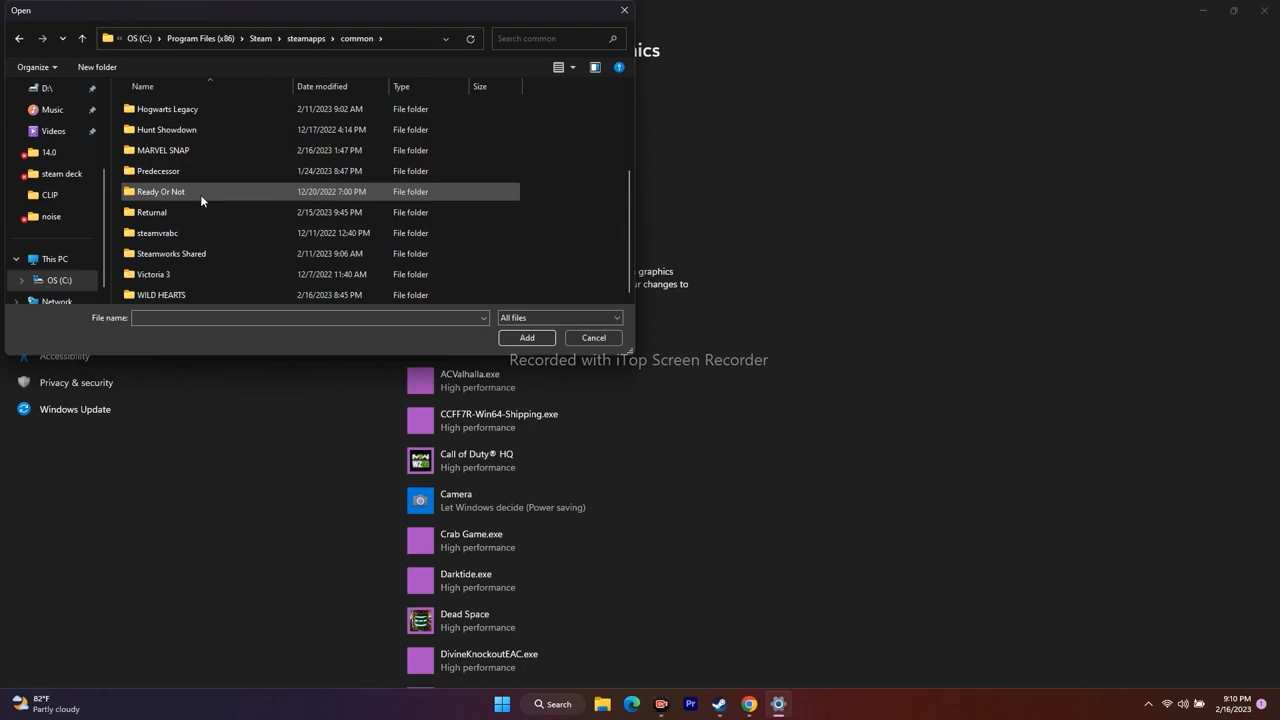 Open
OS (C:) Program Files (x86) Steam steamapps common
Search common
Organize New folder
Name Date modified Type Size
D:\
Music
Videos
14.0
steam deck
CLIP
noise
This PC
OS (C:)
Network
Hogwarts Legacy 2/11/2023 9:02 AM File folder
Hunt Showdown 12/17/2022 4:14 PM File folder
MARVEL SNAP 2/16/2023 1:47 PM File folder
Predecessor 1/24/2023 8:47 PM File folder
Ready Or Not 12/20/2022 7:00 PM File folder
Returnal 2/15/2023 9:45 PM File folder
steamvrabc 12/11/2022 12:40 PM File folder
Steamworks Shared 2/11/2023 9:06 AM File folder
Victoria 3 12/7/2022 11:40 AM File folder
WILD HEARTS 2/16/2023 8:45 PM File folder
File name: All files
Add Cancel
ics
graphics
ur changes to
Recorded with iTop Screen Recorder
Accessibility
Privacy & security
Windows Update
ACValhalla.exe
High performance
CCFF7R-Win64-Shipping.exe
High performance
Call of Duty® HQ
High performance
Camera
Let Windows decide (Power saving)
Crab Game.exe
High performance
Darktide.exe
High performance
Dead Space
High performance
DivineKnockoutEAC.exe
High performance
82°F
Partly cloudy
Search
Pr
9:10 PM
2/16/2023
1